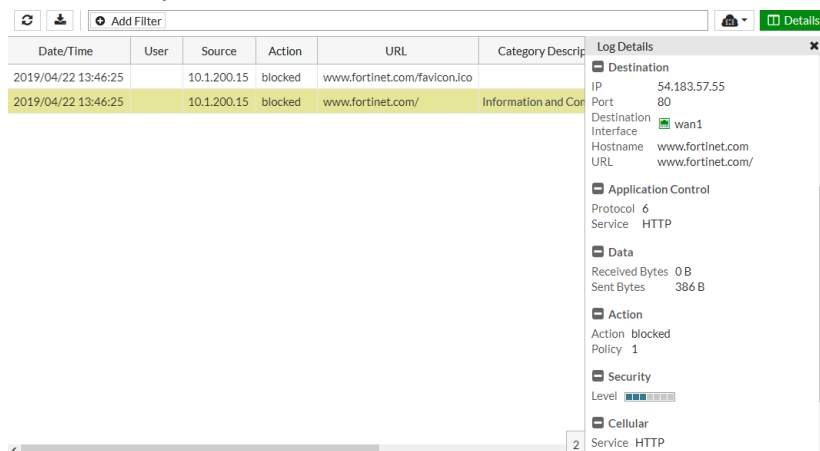 Add Filter
Details
Date/Time User Source Action URL Category Descrip
2019/04/22 13:46:25 10.1.200.15 blocked www.fortinet.com/favicon.ico
2019/04/22 13:46:25 10.1.200.15 blocked www.fortinet.com/ Information and Con
2
Log Details
Destination
IP 54.183.57.55
Port 80
Destination
Interface wan1
Hostname www.fortinet.com
URL www.fortinet.com/
Application Control
Protocol 6
Service HTTP
Data
Received Bytes 0 B
Sent Bytes 386 B
Action
Action blocked
Policy 1
Security
Level
Cellular
Service HTTP